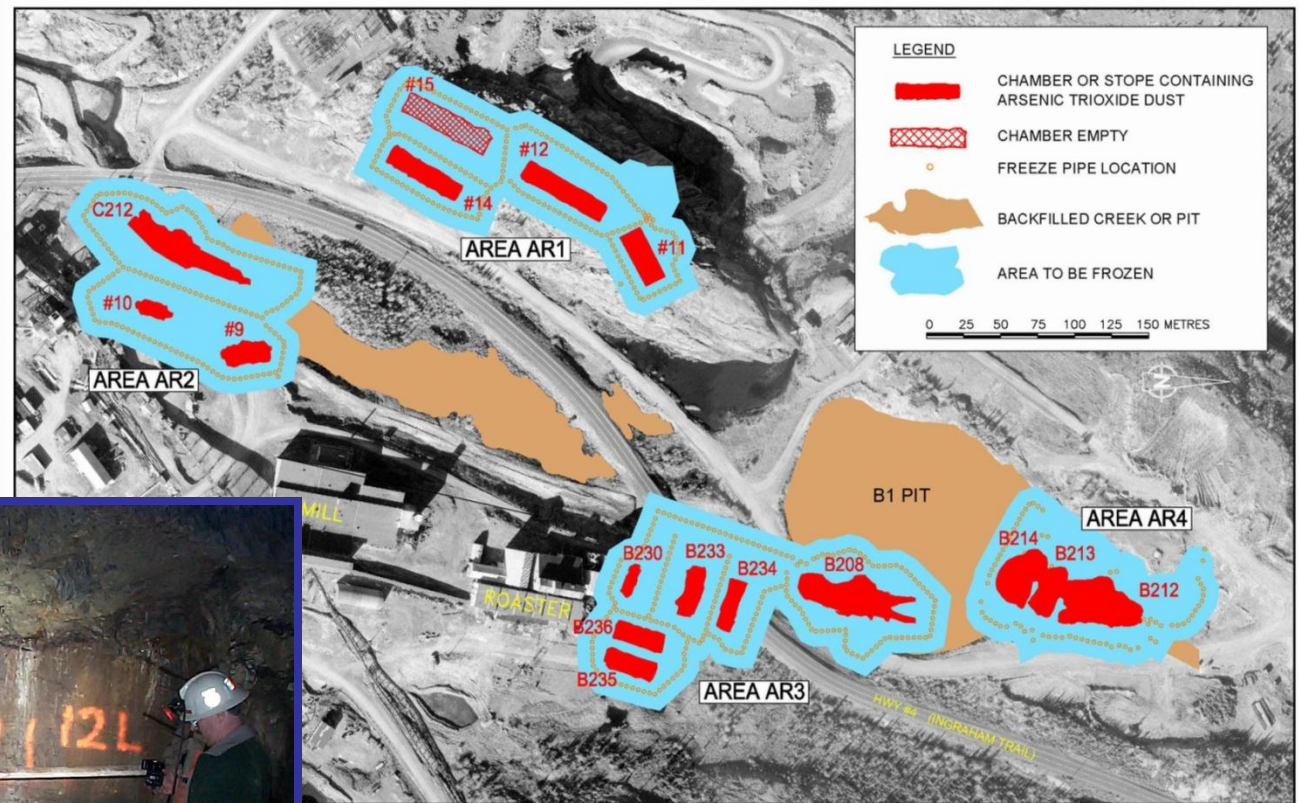 LEGEND
CHAMBER OR STOPE CONTAINING
ARSENIC TRIOXIDE DUST
CHAMBER EMPTY
FREEZE PIPE LOCATION
BACKFILLED CREEK OR PIT
AREA TO BE FROZEN
0 25 50 75 100 125 150 METRES
N
#15
#12
#14
#11
AREA AR1
C212
#10
#9
AREA AR2
B1 PIT
AREA AR4
B214
B213
B212
MILL
ROASTER
B230
B233
B234
B208
B236
B235
AREA AR3
HWY #4 (INGRAHAM TRAIL)
12L